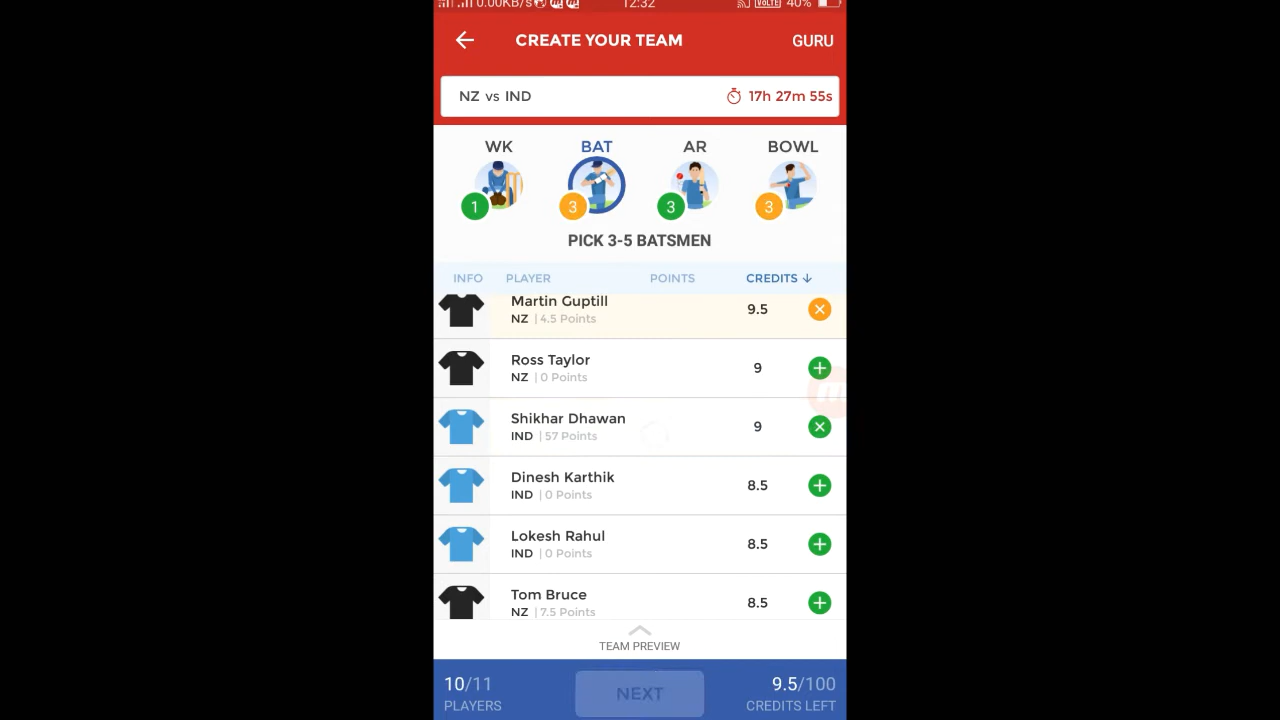 0.00KB/s 12:32 VoLTE 40%
CREATE YOUR TEAM GURU
NZ vs IND 17h 27m 55s
WK BAT AR BOWL
1 3 3 3
PICK 3-5 BATSMEN
INFO PLAYER POINTS CREDITS ↓
Martin Guptill 9.5
NZ | 4.5 Points
Ross Taylor 9
NZ | 0 Points
Shikhar Dhawan 9
IND | 57 Points
Dinesh Karthik 8.5
IND | 0 Points
Lokesh Rahul 8.5
IND | 0 Points
Tom Bruce 8.5
NZ | 7.5 Points
TEAM PREVIEW
10/11 NEXT 9.5/100
PLAYERS CREDITS LEFT